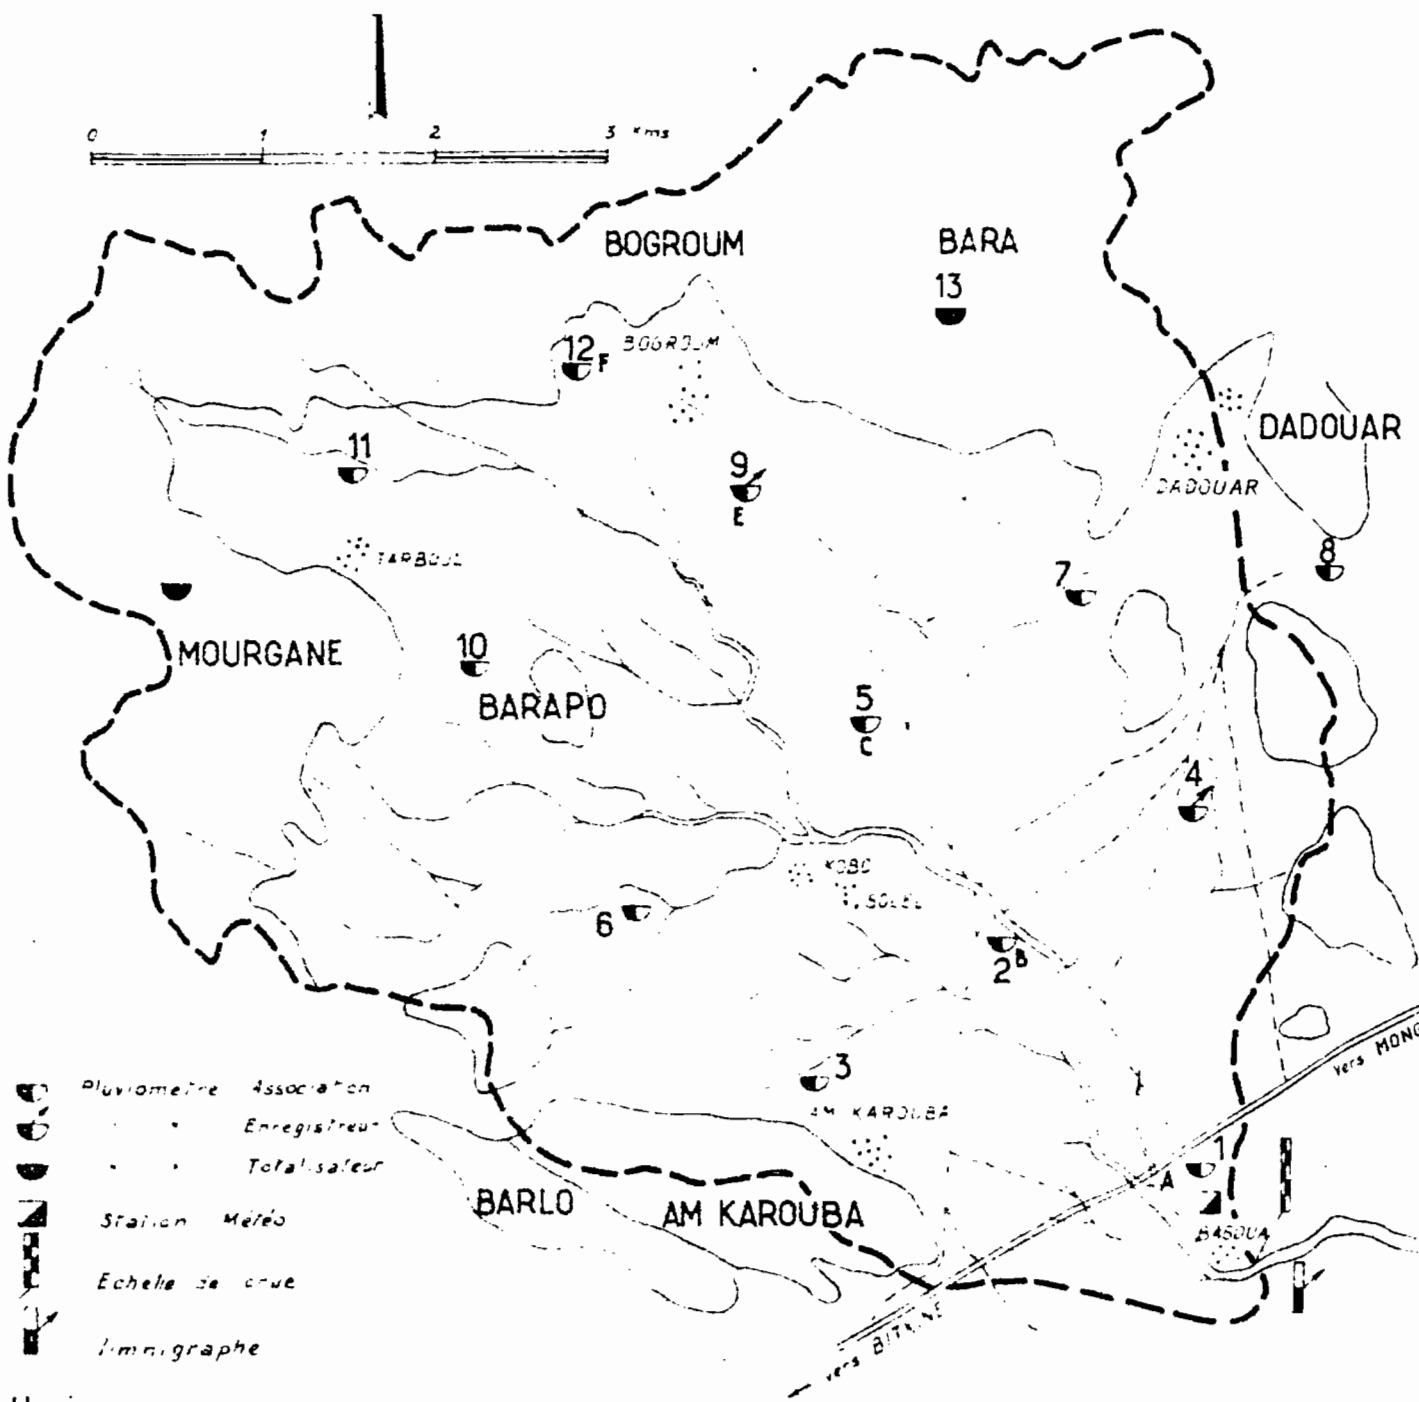 0 1 2 3 Kms
BOGROUM
BARA
13
12 F
BOGROUM
DADOUAR
11
9
E
DADOUAR
TARBOUL
8
7
MOURGANE
10
BARAPO
5
C
4
KOBO
SOLEL
6
2 B
3
AM KAROUBA
vers MONG
Pluviometre Association
" " Enregistreur
" " Totalisateur
Station Météo
Echelle de crue
limnigraphe
1
A
BARLO
AM KAROUBA
BASOUA
vers BITKINE